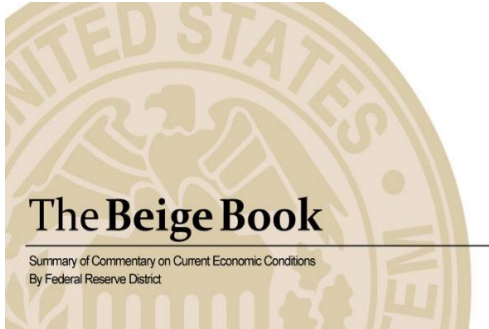 UNITED STATES
The Beige Book
Summary of Commentary on Current Economic Conditions
By Federal Reserve District